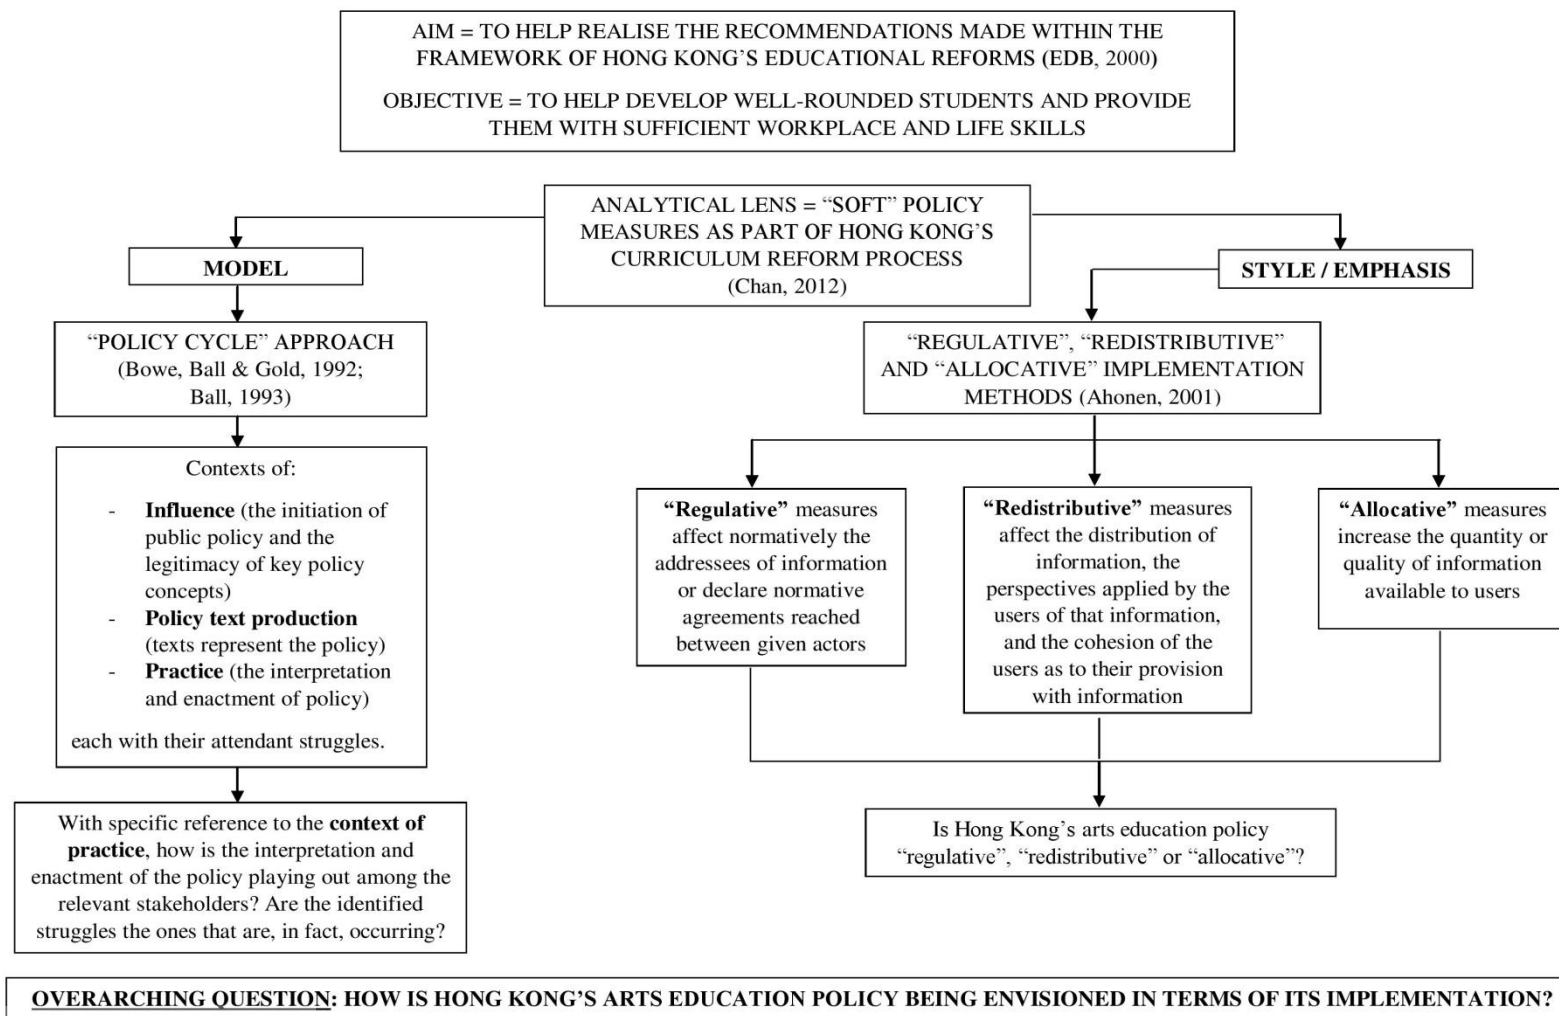 AIM = TO HELP REALISE THE RECOMMENDATIONS MADE WITHIN THE
FRAMEWORK OF HONG KONG’S EDUCATIONAL REFORMS (EDB, 2000)
OBJECTIVE = TO HELP DEVELOP WELL-ROUNDED STUDENTS AND PROVIDE
THEM WITH SUFFICIENT WORKPLACE AND LIFE SKILLS
ANALYTICAL LENS = “SOFT” POLICY
MEASURES AS PART OF HONG KONG’S
CURRICULUM REFORM PROCESS
(Chan, 2012)
MODEL
“POLICY CYCLE” APPROACH
(Bowe, Ball & Gold, 1992;
Ball, 1993)
Contexts of:
- Influence (the initiation of
public policy and the
legitimacy of key policy
concepts)
- Policy text production
(texts represent the policy)
- Practice (the interpretation
and enactment of policy)
each with their attendant struggles.
With specific reference to the context of
practice, how is the interpretation and
enactment of the policy playing out among the
relevant stakeholders? Are the identified
struggles the ones that are, in fact, occurring?
STYLE / EMPHASIS
“REGULATIVE”, “REDISTRIBUTIVE”
AND “ALLOCATIVE” IMPLEMENTATION
METHODS (Ahonen, 2001)
“Regulative” measures
affect normatively the
addressees of information
or declare normative
agreements reached
between given actors
“Redistributive” measures
affect the distribution of
information, the
perspectives applied by the
users of that information,
and the cohesion of the
users as to their provision
with information
“Allocative” measures
increase the quantity or
quality of information
available to users
Is Hong Kong’s arts education policy
“regulative”, “redistributive” or “allocative”?
OVERARCHING QUESTION: HOW IS HONG KONG’S ARTS EDUCATION POLICY BEING ENVISIONED IN TERMS OF ITS IMPLEMENTATION?